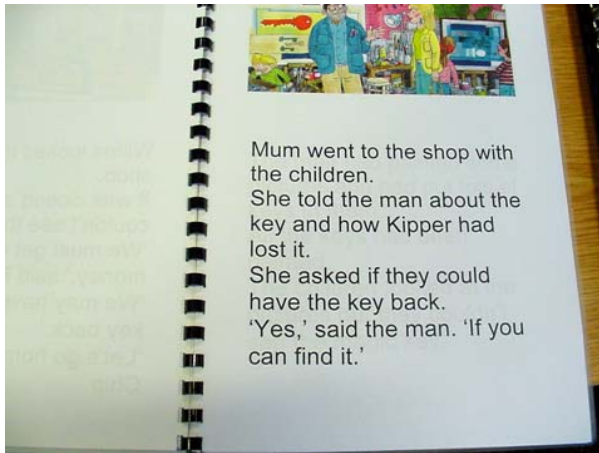 Mum went to the shop with
the children.
She told the man about the
key and how Kipper had
lost it.
She asked if they could
have the key back.
‘Yes,’ said the man. ‘If you
can find it.’